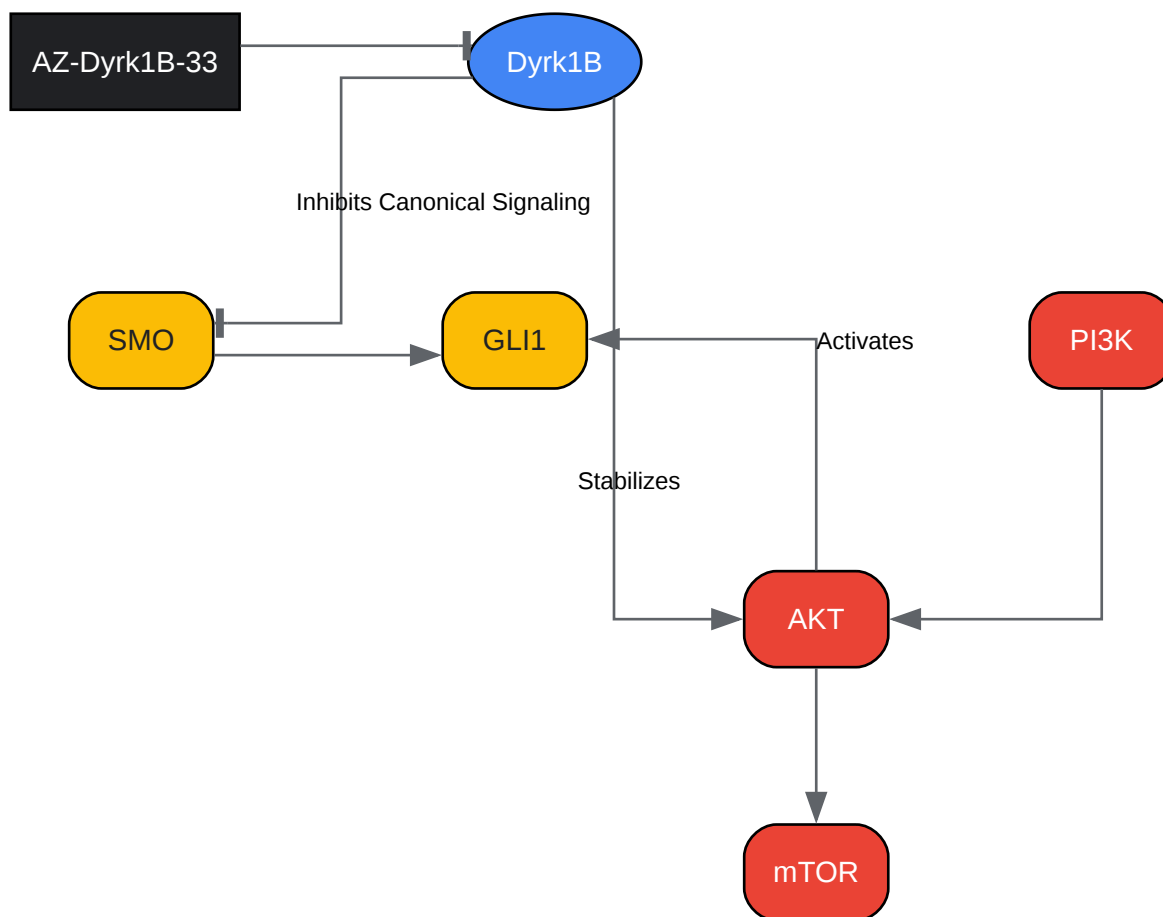 AZ-Dyrk1B-33
Dyrk1B
Inhibits Canonical Signaling
SMO
GLI1
Activates
PI3K
Stabilizes
AKT
mTOR